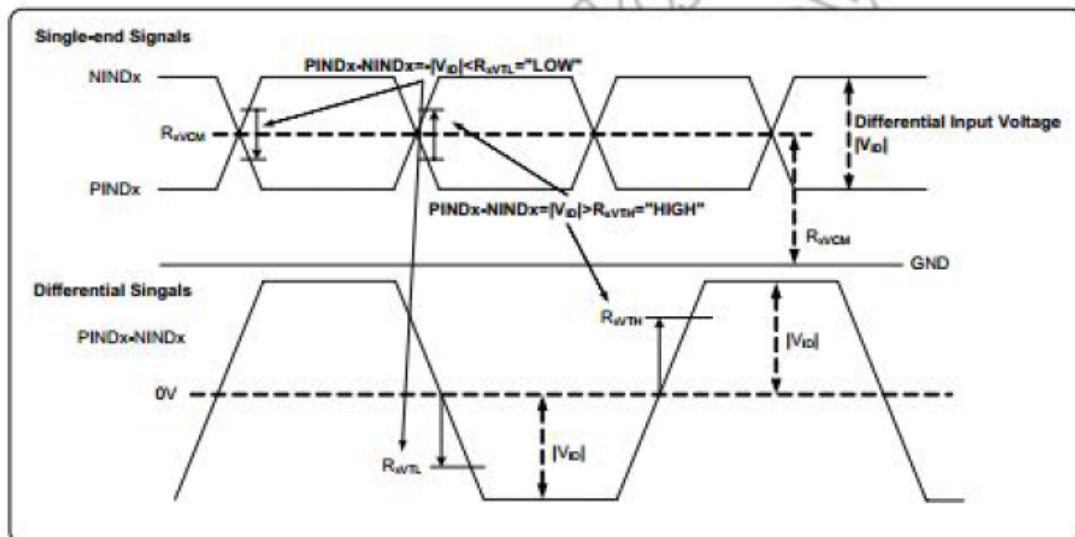 Single-end Signals
NINDx
PINDx-NINDx=-|VID|<RxVTL="LOW"
RxVCM
Differential Input Voltage
|VID|
PINDx
PINDx-NINDx=|VID|>RxVTH="HIGH"
RxVCM
GND
Differential Singals
PINDx-NINDx
RxVTH
|VID|
0V
RxVTL
|VID|